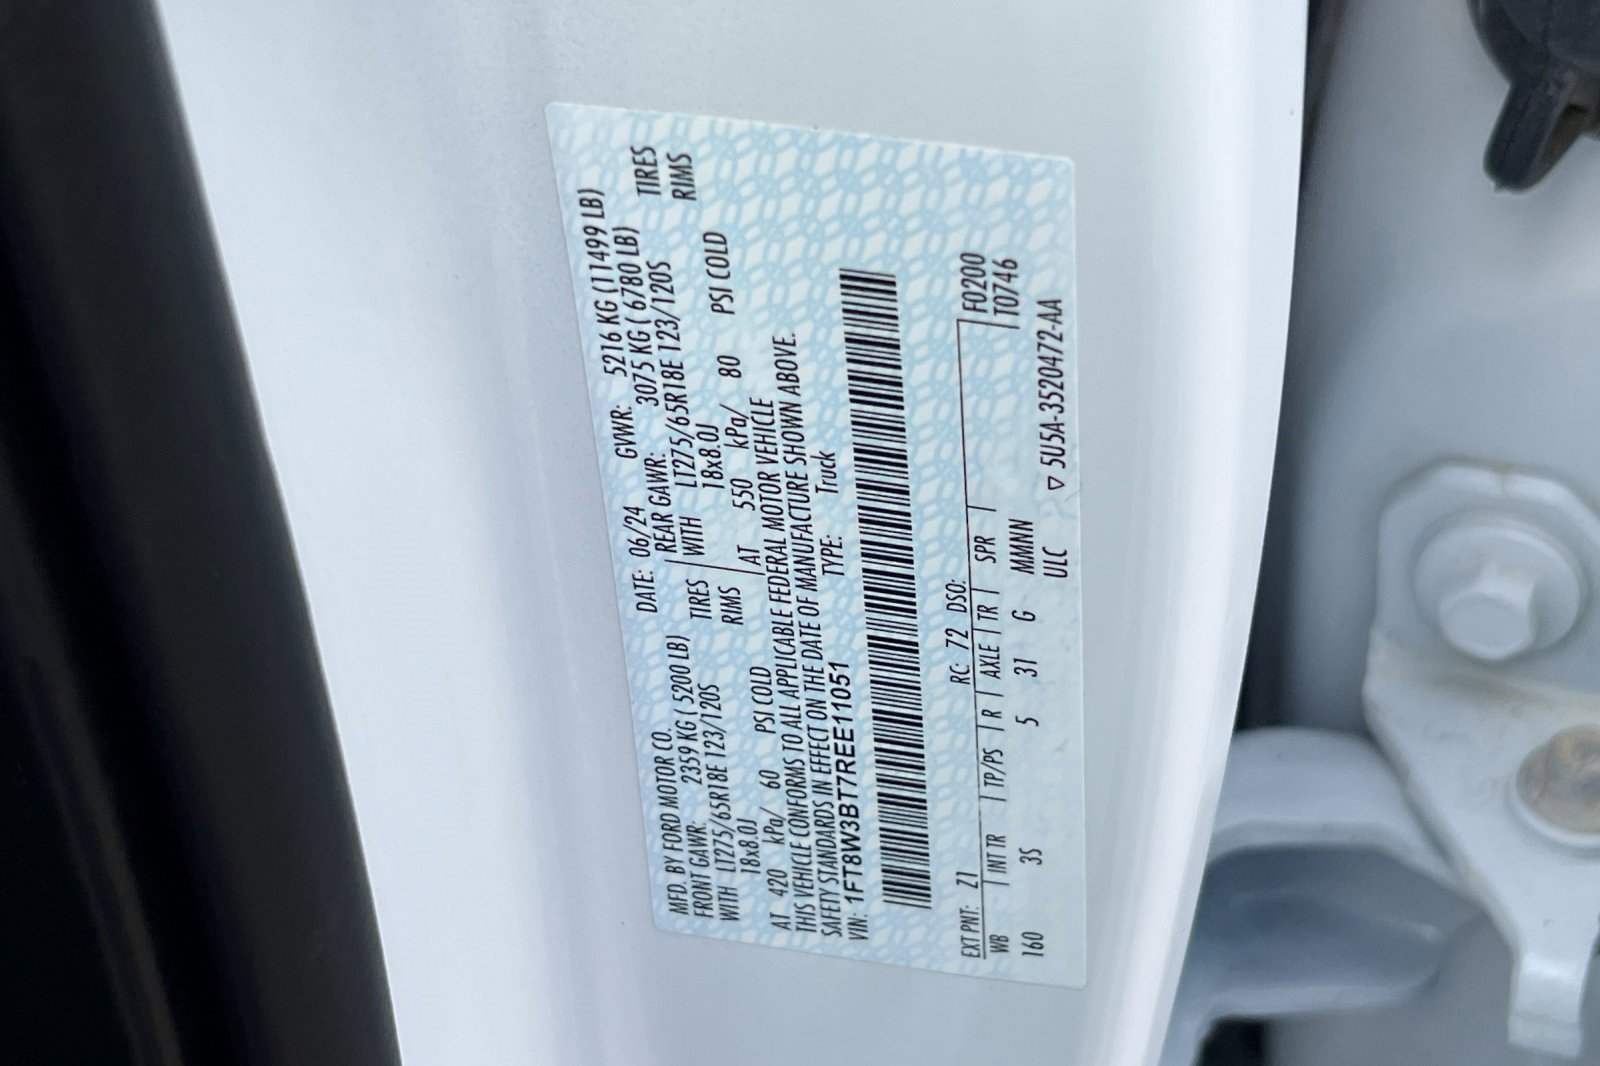 MFD. BY FORD MOTOR CO. DATE: 06/24 GVWR: 5216 KG (11499 LB)
FRONT GAWR: 2359 KG ( 5200 LB) REAR GAWR: 3075 KG ( 6780 LB)
WITH LT275/65R18E 123/120S TIRES WITH LT275/65R18E 123/120S TIRES
18x8.0J RIMS 18x8.0J RIMS
AT 420 kPa/ 60 PSI COLD AT 550 kPa/ 80 PSI COLD
THIS VEHICLE CONFORMS TO ALL APPLICABLE FEDERAL MOTOR VEHICLE
SAFETY STANDARDS IN EFFECT ON THE DATE OF MANUFACTURE SHOWN ABOVE.
VIN: 1FT8W3BT7REE11051 TYPE: Truck
EXT PNT: Z1 RC: 72 DSO: F0200
WB INT TR TP/PS R AXLE TR SPR T0746
160 3S 5 31 G MMNN
ULC ▽ 5U5A-3520472-AA